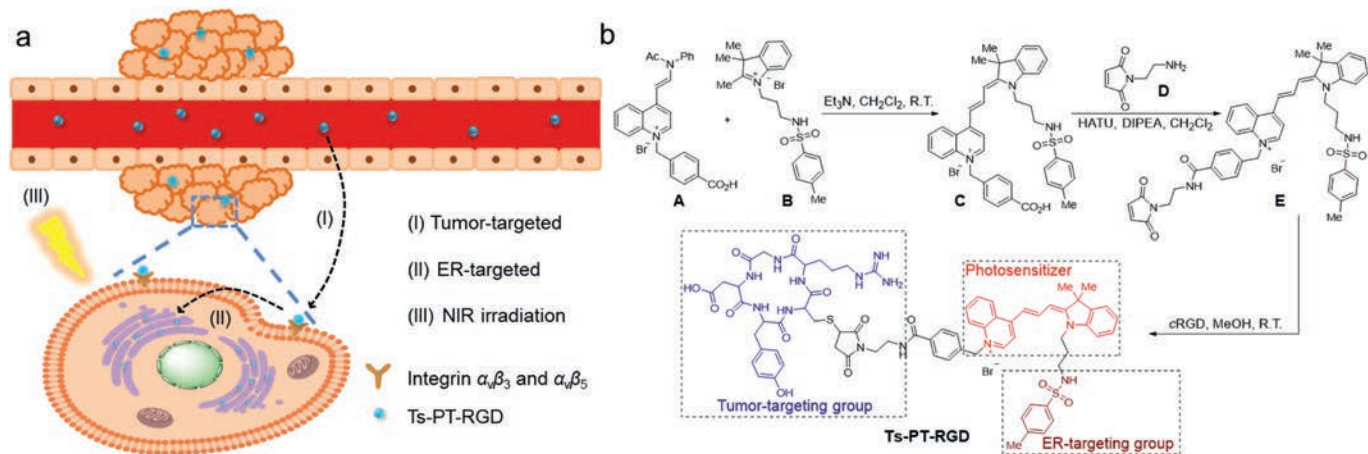 a
(III)
(I)
(II)
(I) Tumor-targeted
(II) ER-targeted
(III) NIR irradiation
Integrin αvβ3 and αvβ5
Ts-PT-RGD
b
Ac
N
Ph
N
+
Br
-
CO2H
A
+
Me
Me
Me
N
+
-
Br
NH
O
S
O
Me
B
Et3N, CH2Cl2, R.T.
Me
Me
N
NH
O
S
O
Me
N
+
Br
-
CO2H
C
O
N
NH2
O
D
HATU, DIPEA, CH2Cl2
Me
Me
N
NH
O
S
O
Me
N
+
Br
-
O
N
H
O
N
O
E
cRGD, MeOH, R.T.
O
H
N
O
H
N
NH
NH2
NH
HN
HO
O
O
NH
HN
O
O
N
H
O
S
O
N
O
H
N
O
OH
Tumor-targeting group
Photosensitizer
Me
Me
N
N
+
Br
-
NH
O
S
O
Me
ER-targeting group
Ts-PT-RGD